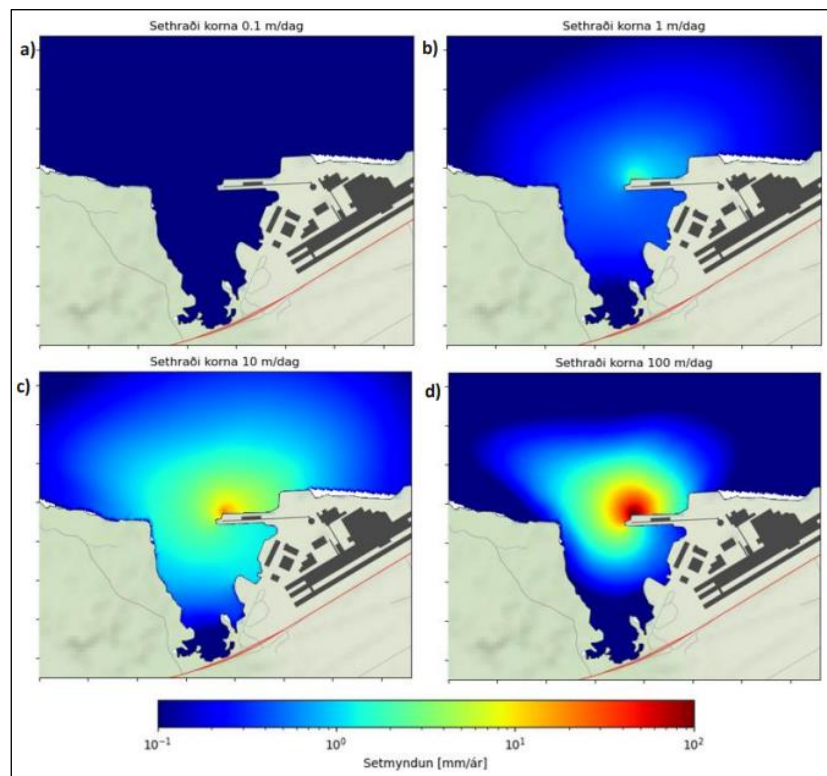 Sethraði korna 0.1 m/dag
a)
Sethraði korna 1 m/dag
b)
Sethraði korna 10 m/dag
c)
Sethraði korna 100 m/dag
d)
10⁻¹ 10⁰ 10¹ 10²
Setmyndun [mm/ár]